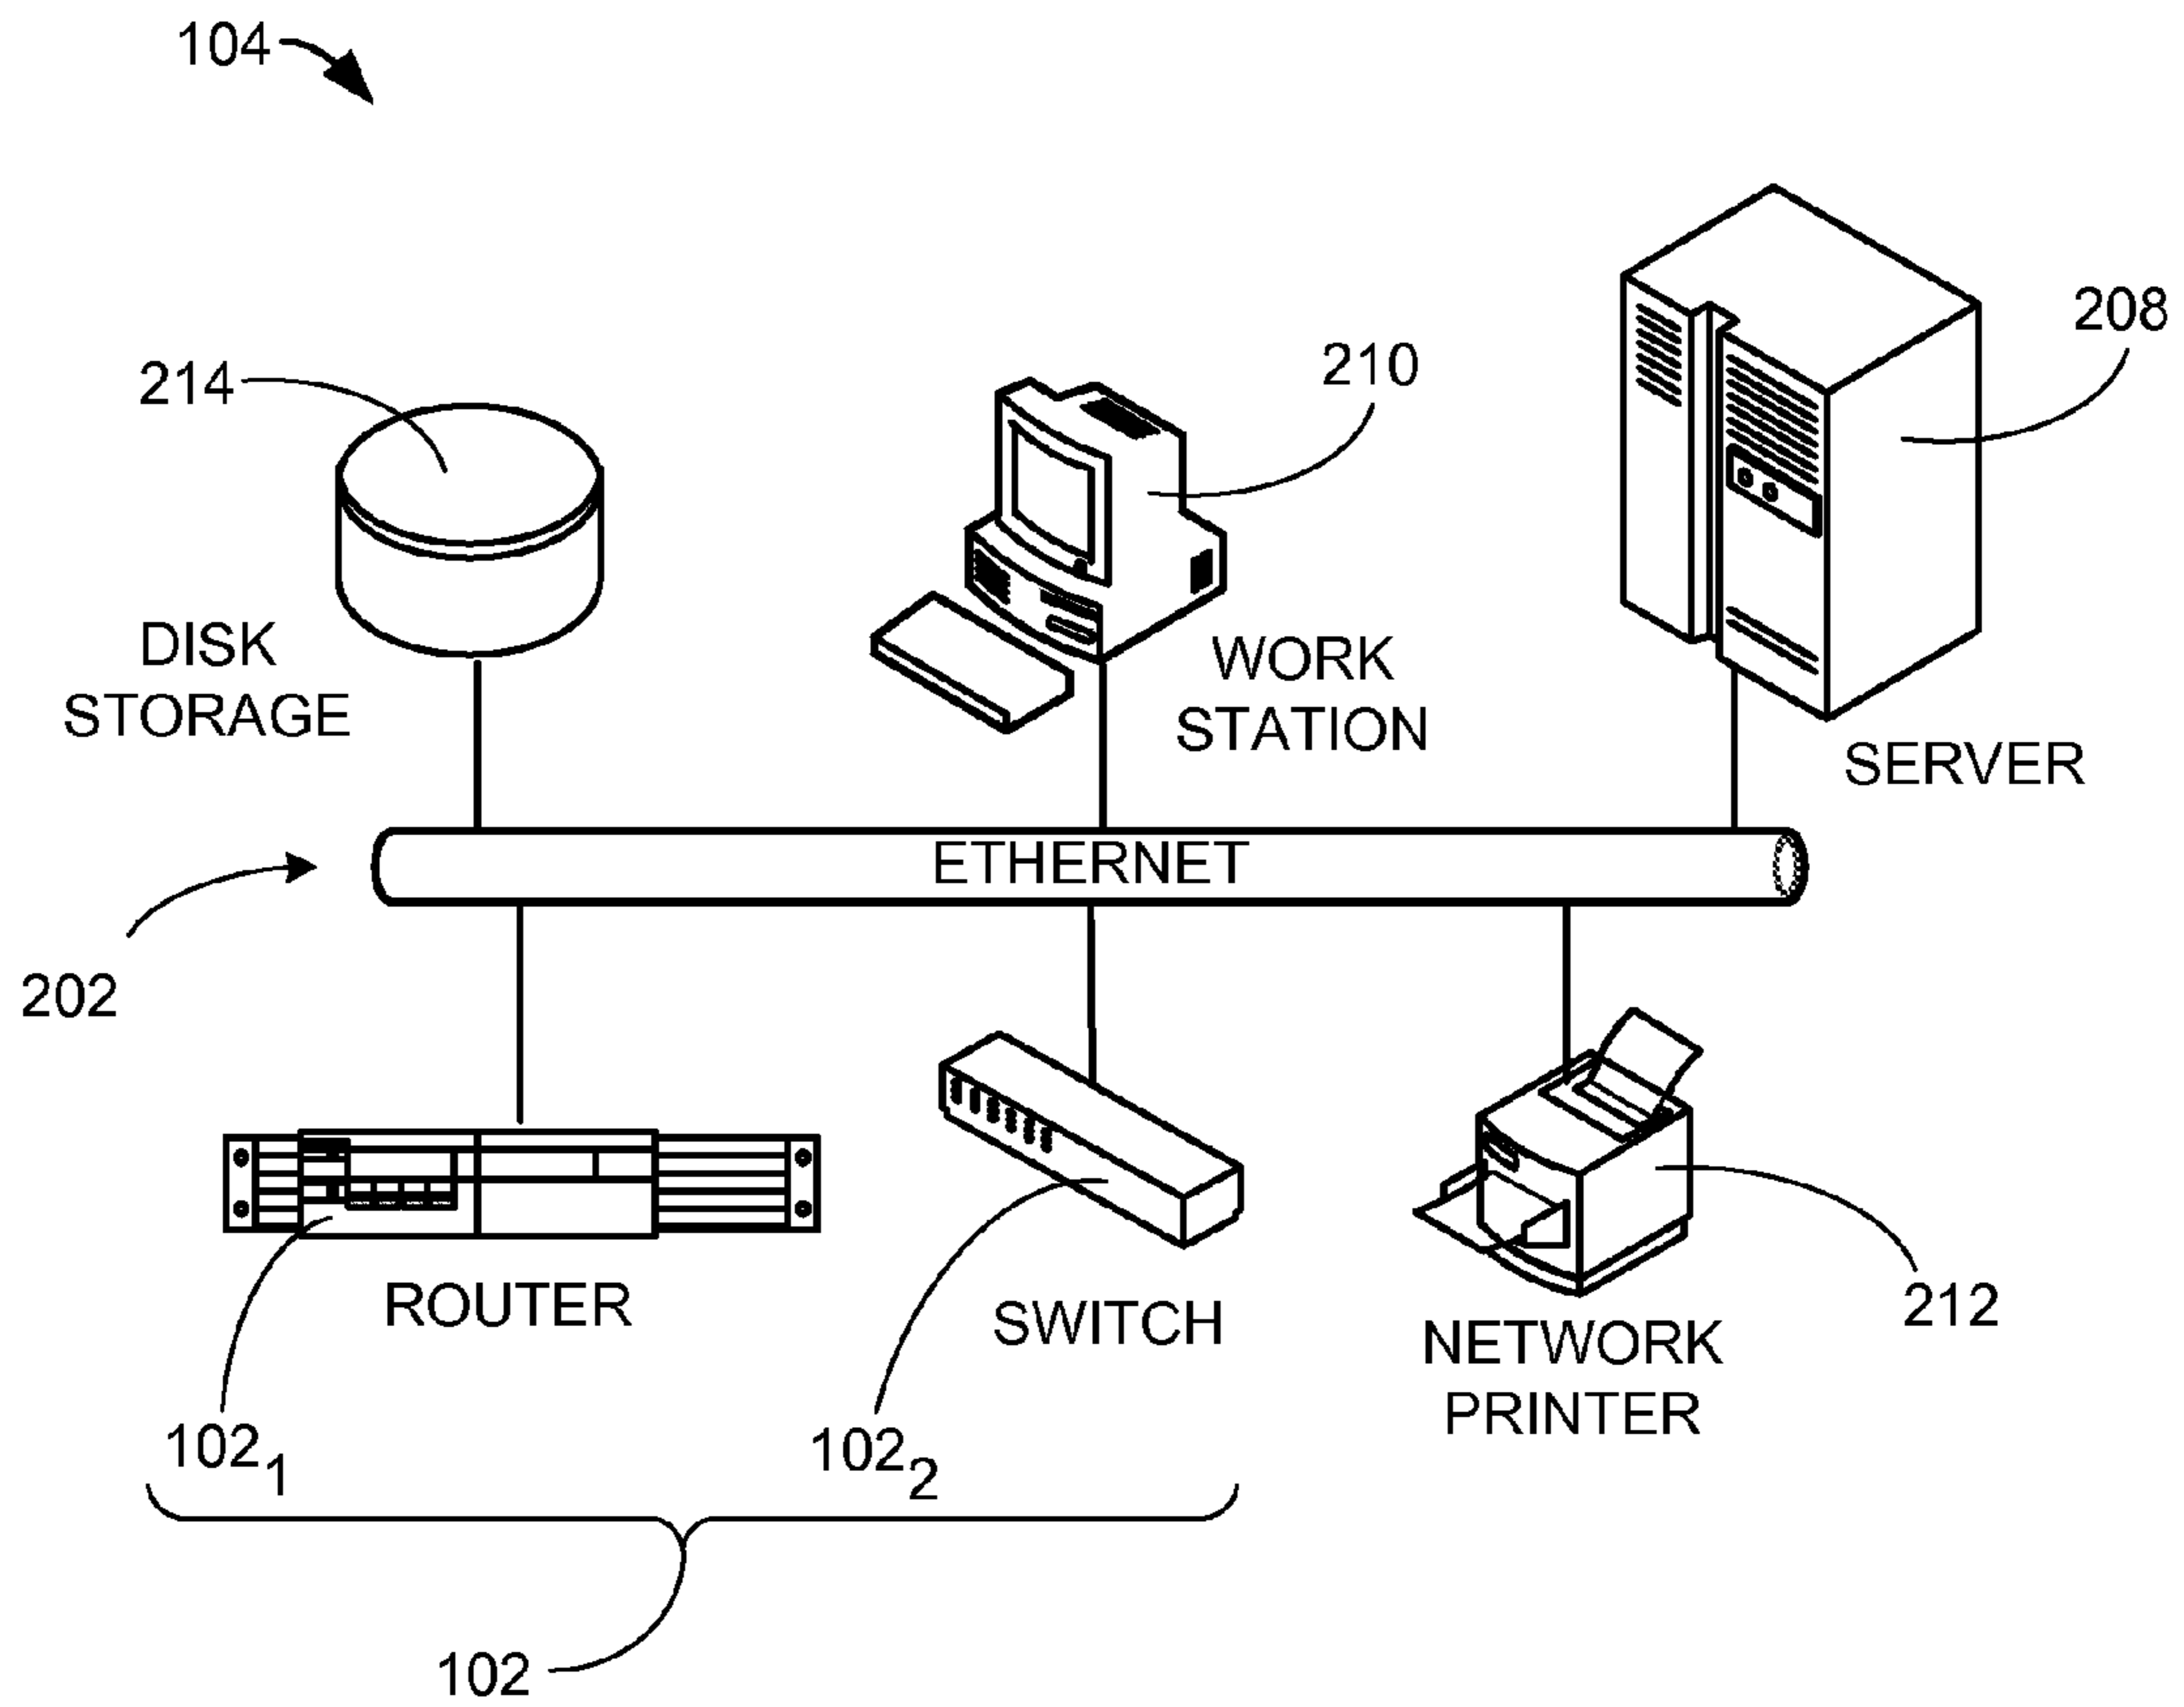 104
208
210
214
DISK
STORAGE
WORK
STATION
SERVER
ETHERNET
202
ROUTER
SWITCH
212
NETWORK
PRINTER
102₁
102₂
102